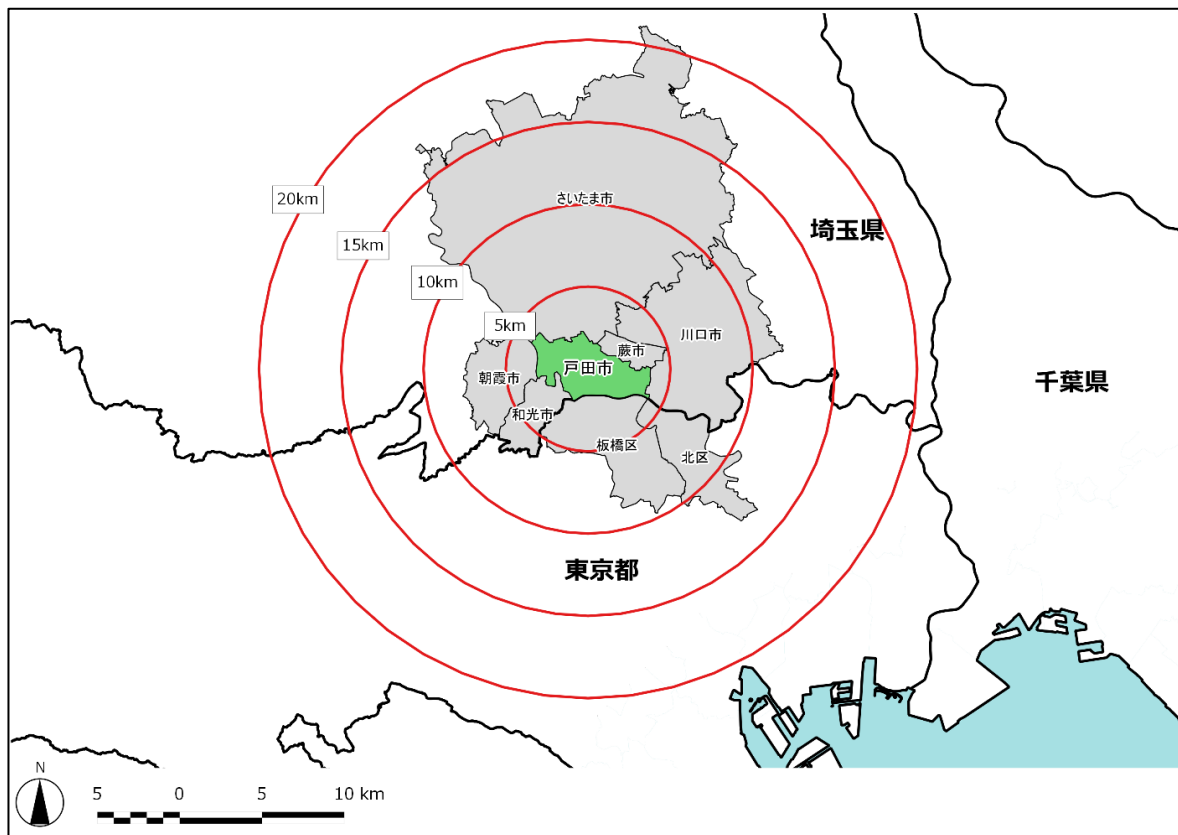 さいたま市
20km
埼玉県
15km
10km
5km
川口市
蕨市
戸田市
朝霞市
千葉県
和光市
板橋区
北区
東京都
N
5 0 5 10 km